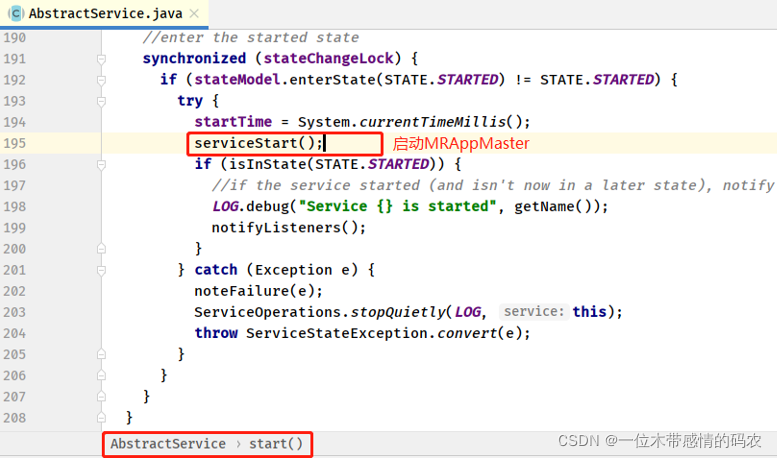 AbstractService.java
190 //enter the started state
191 synchronized (stateChangeLock) {
192 if (stateModel.enterState(STATE.STARTED) != STATE.STARTED) {
193 try {
194 startTime = System.currentTimeMillis();
195 serviceStart(); 启动MRAppMaster
196 if (isInState(STATE.STARTED)) {
197 //if the service started (and isn't now in a later state), notify
198 LOG.debug("Service {} is started", getName());
199 notifyListeners();
200 }
201 } catch (Exception e) {
202 noteFailure(e);
203 ServiceOperations.stopQuietly(LOG, service: this);
204 throw ServiceStateException.convert(e);
205 }
206 }
207 }
208 }
AbstractService › start()
CSDN @一位木带感情的码农